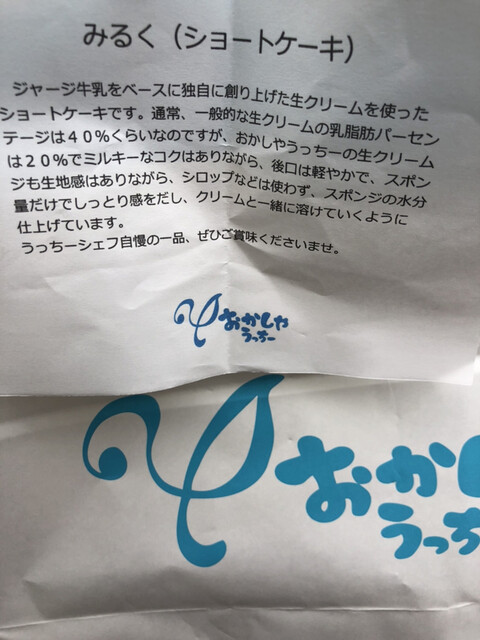 みるく（ショートケーキ）
ジャージ牛乳をベースに独自に創り上げた生クリームを使った
ショートケーキです。通常、一般的な生クリームの乳脂肪パーセン
テージは４０％くらいなのですが、おかしやうっちーの生クリーム
は２０％でミルキーなコクはありながら、後口は軽やかで、スポン
ジも生地感はありながら、シロップなどは使わず、スポンジの水分
量だけでしっとり感をだし、クリームと一緒に溶けていくように
仕上げています。
うっちーシェフ自慢の一品、ぜひご賞味くださいませ。
おかしや
うっちー
おかし
うっち